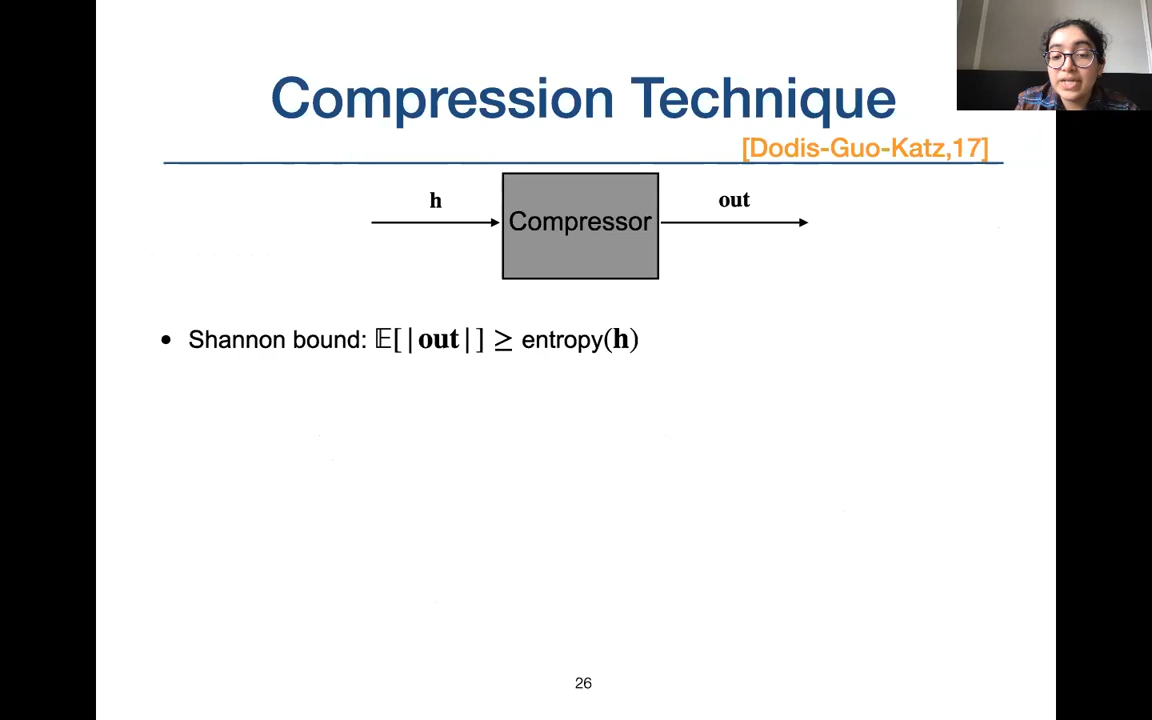 Compression Technique
[Dodis-Guo-Katz,17]
h
out
Compressor
• Shannon bound: 𝔼[|out|] ≥ entropy(h)
26